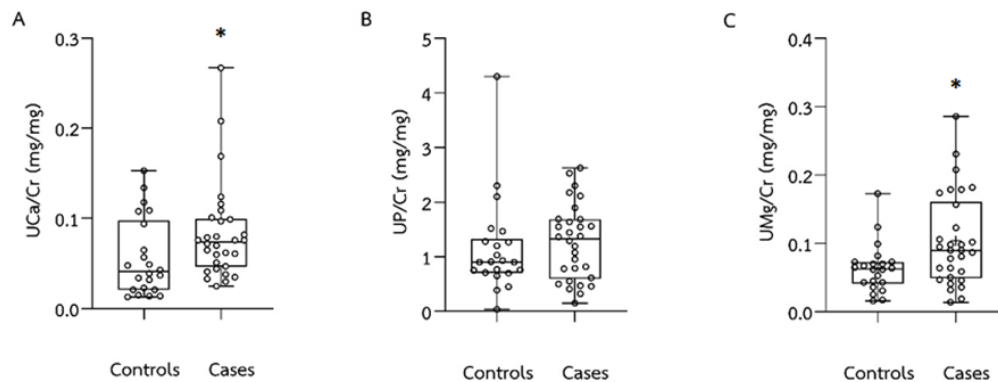 A
UCa/Cr (mg/mg)
0.3
0.2
0.1
0.0
*
Controls Cases
B
UP/Cr (mg/mg)
5
4
3
2
1
0
Controls Cases
C
UMg/Cr (mg/mg)
0.4
0.3
0.2
0.1
0.0
*
Controls Cases